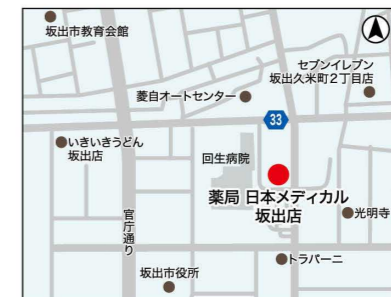 坂出市教育会館
セブンイレブン
坂出久米町2丁目店
菱自オートセンター
33
いきいきうどん
坂出店
回生病院
薬局 日本メディカル
坂出店
光明寺
官庁通り
トラパーニ
坂出市役所